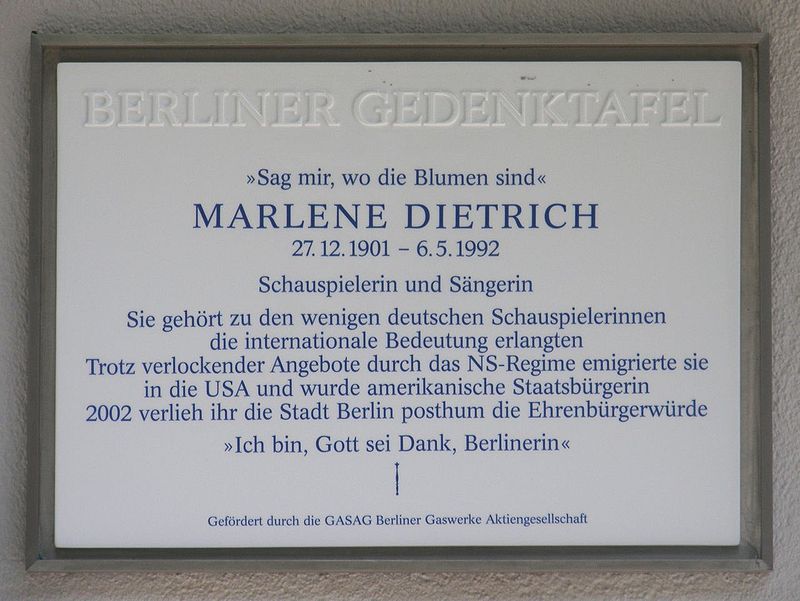 BERLINER GEDENKTAFEL
»Sag mir, wo die Blumen sind«
MARLENE DIETRICH
27.12.1901 – 6.5.1992
Schauspielerin und Sängerin
Sie gehört zu den wenigen deutschen Schauspielerinnen
die internationale Bedeutung erlangten
Trotz verlockender Angebote durch das NS-Regime emigrierte sie
in die USA und wurde amerikanische Staatsbürgerin
2002 verlieh ihr die Stadt Berlin posthum die Ehrenbürgerwürde
»Ich bin, Gott sei Dank, Berlinerin«
Gefördert durch die GASAG Berliner Gaswerke Aktiengesellschaft